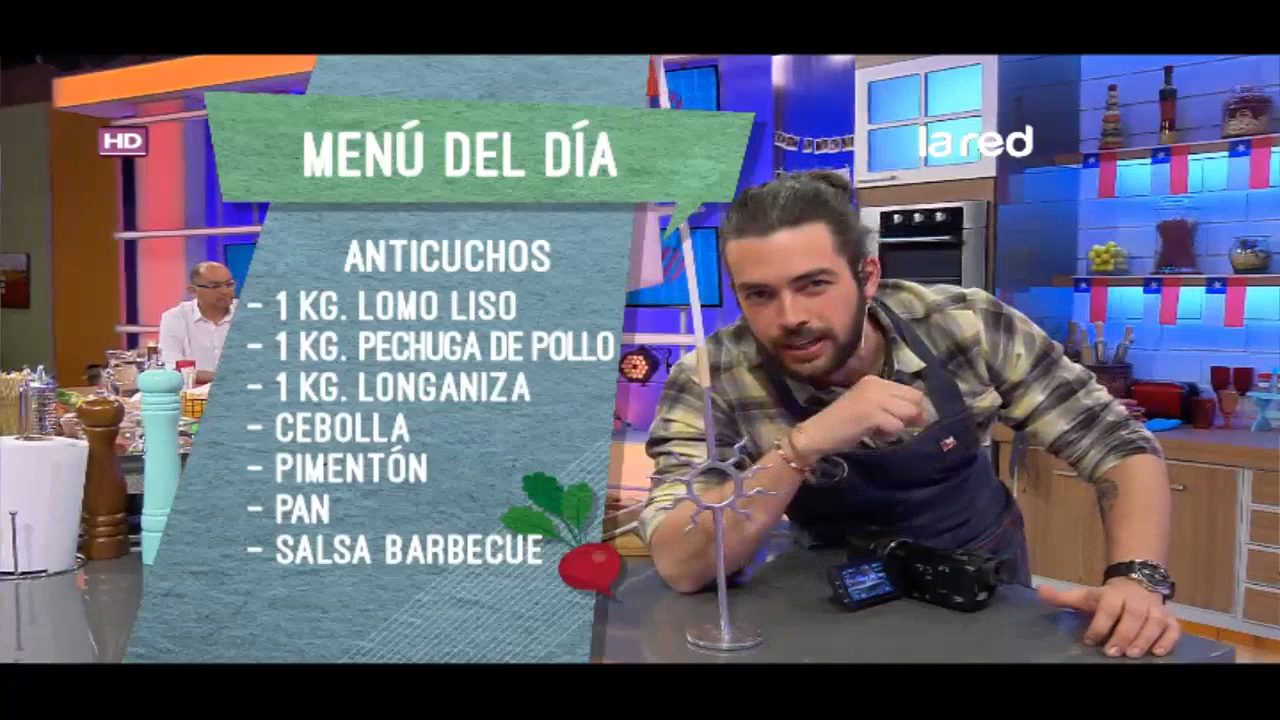 HD
MENÚ DEL DÍA
la red
ANTICUCHOS
- 1 KG. LOMO LISO
- 1 KG. PECHUGA DE POLLO
- 1 KG. LONGANIZA
- CEBOLLA
- PIMENTÓN
- PAN
- SALSA BARBECUE